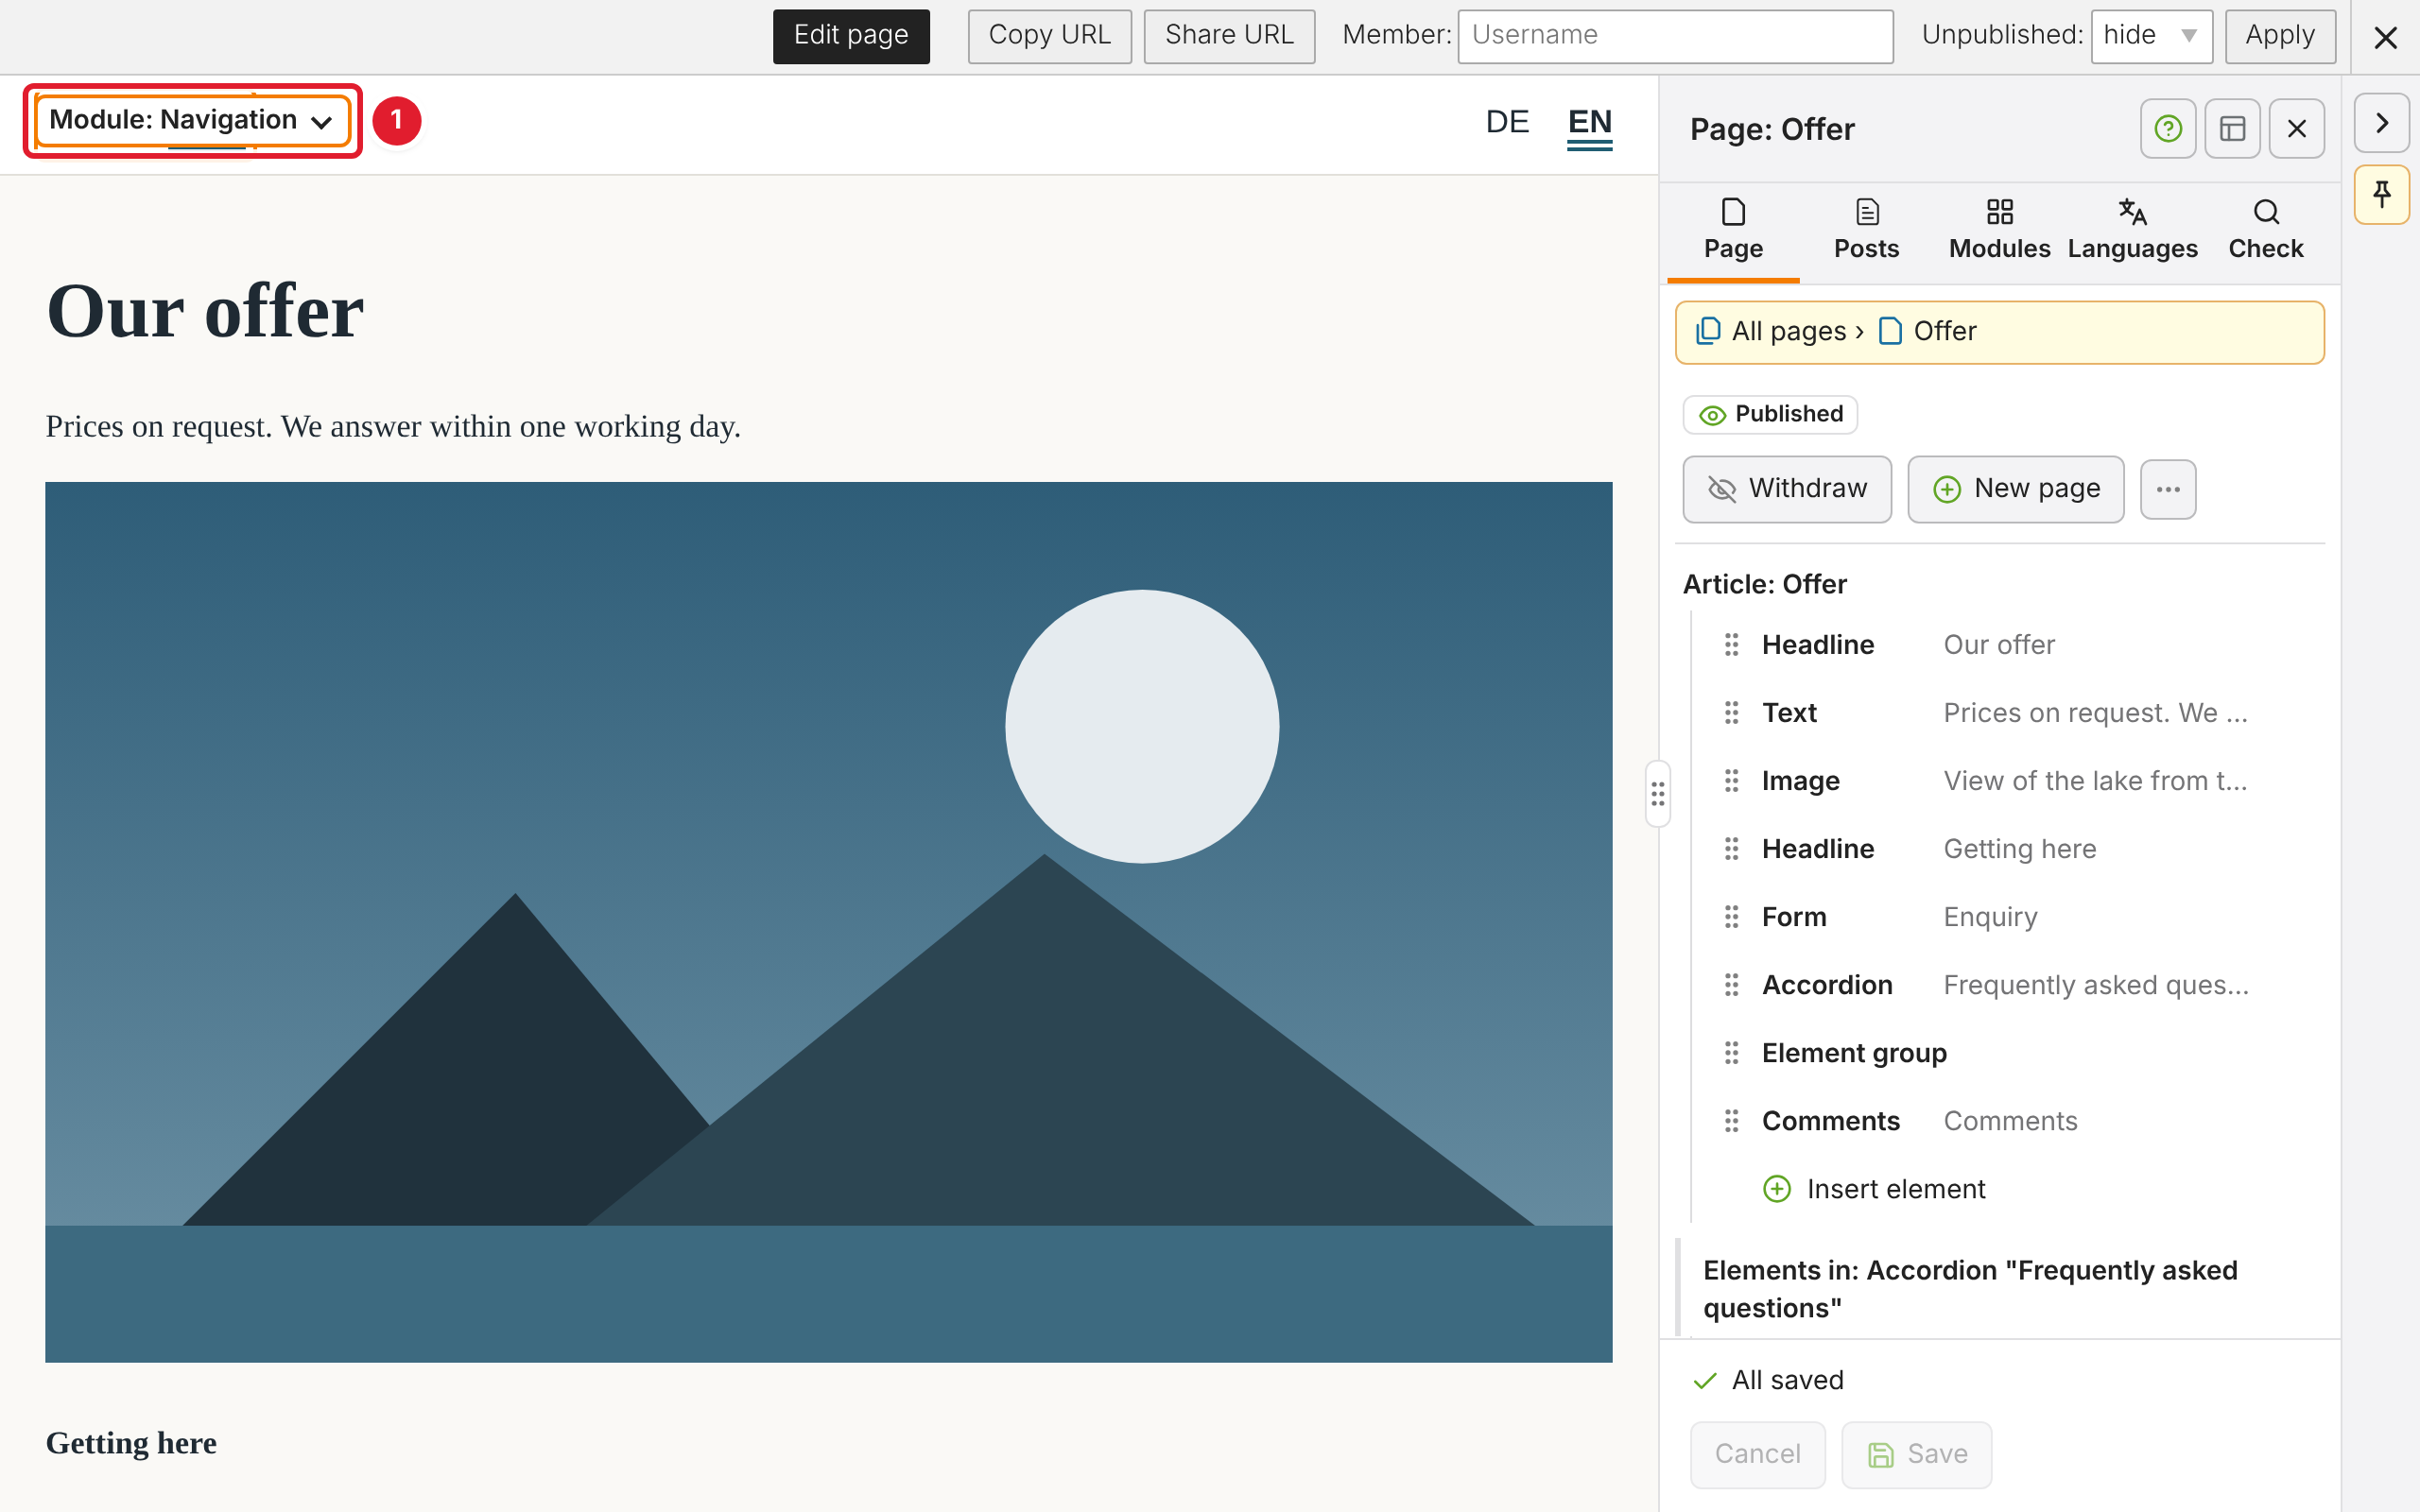 Edit page
Copy URL
Share URL
Member: Username
Unpublished: hide
Apply
Module: Navigation
1
DE EN
Our offer
Prices on request. We answer within one working day.
Getting here
Page: Offer
Page
Posts
Modules
Languages
Check
All pages › Offer
Published
Withdraw
New page
Article: Offer
Headline Our offer
Text Prices on request. We ...
Image View of the lake from t...
Headline Getting here
Form Enquiry
Accordion Frequently asked ques...
Element group
Comments Comments
Insert element
Elements in: Accordion "Frequently asked
questions"
All saved
Cancel
Save